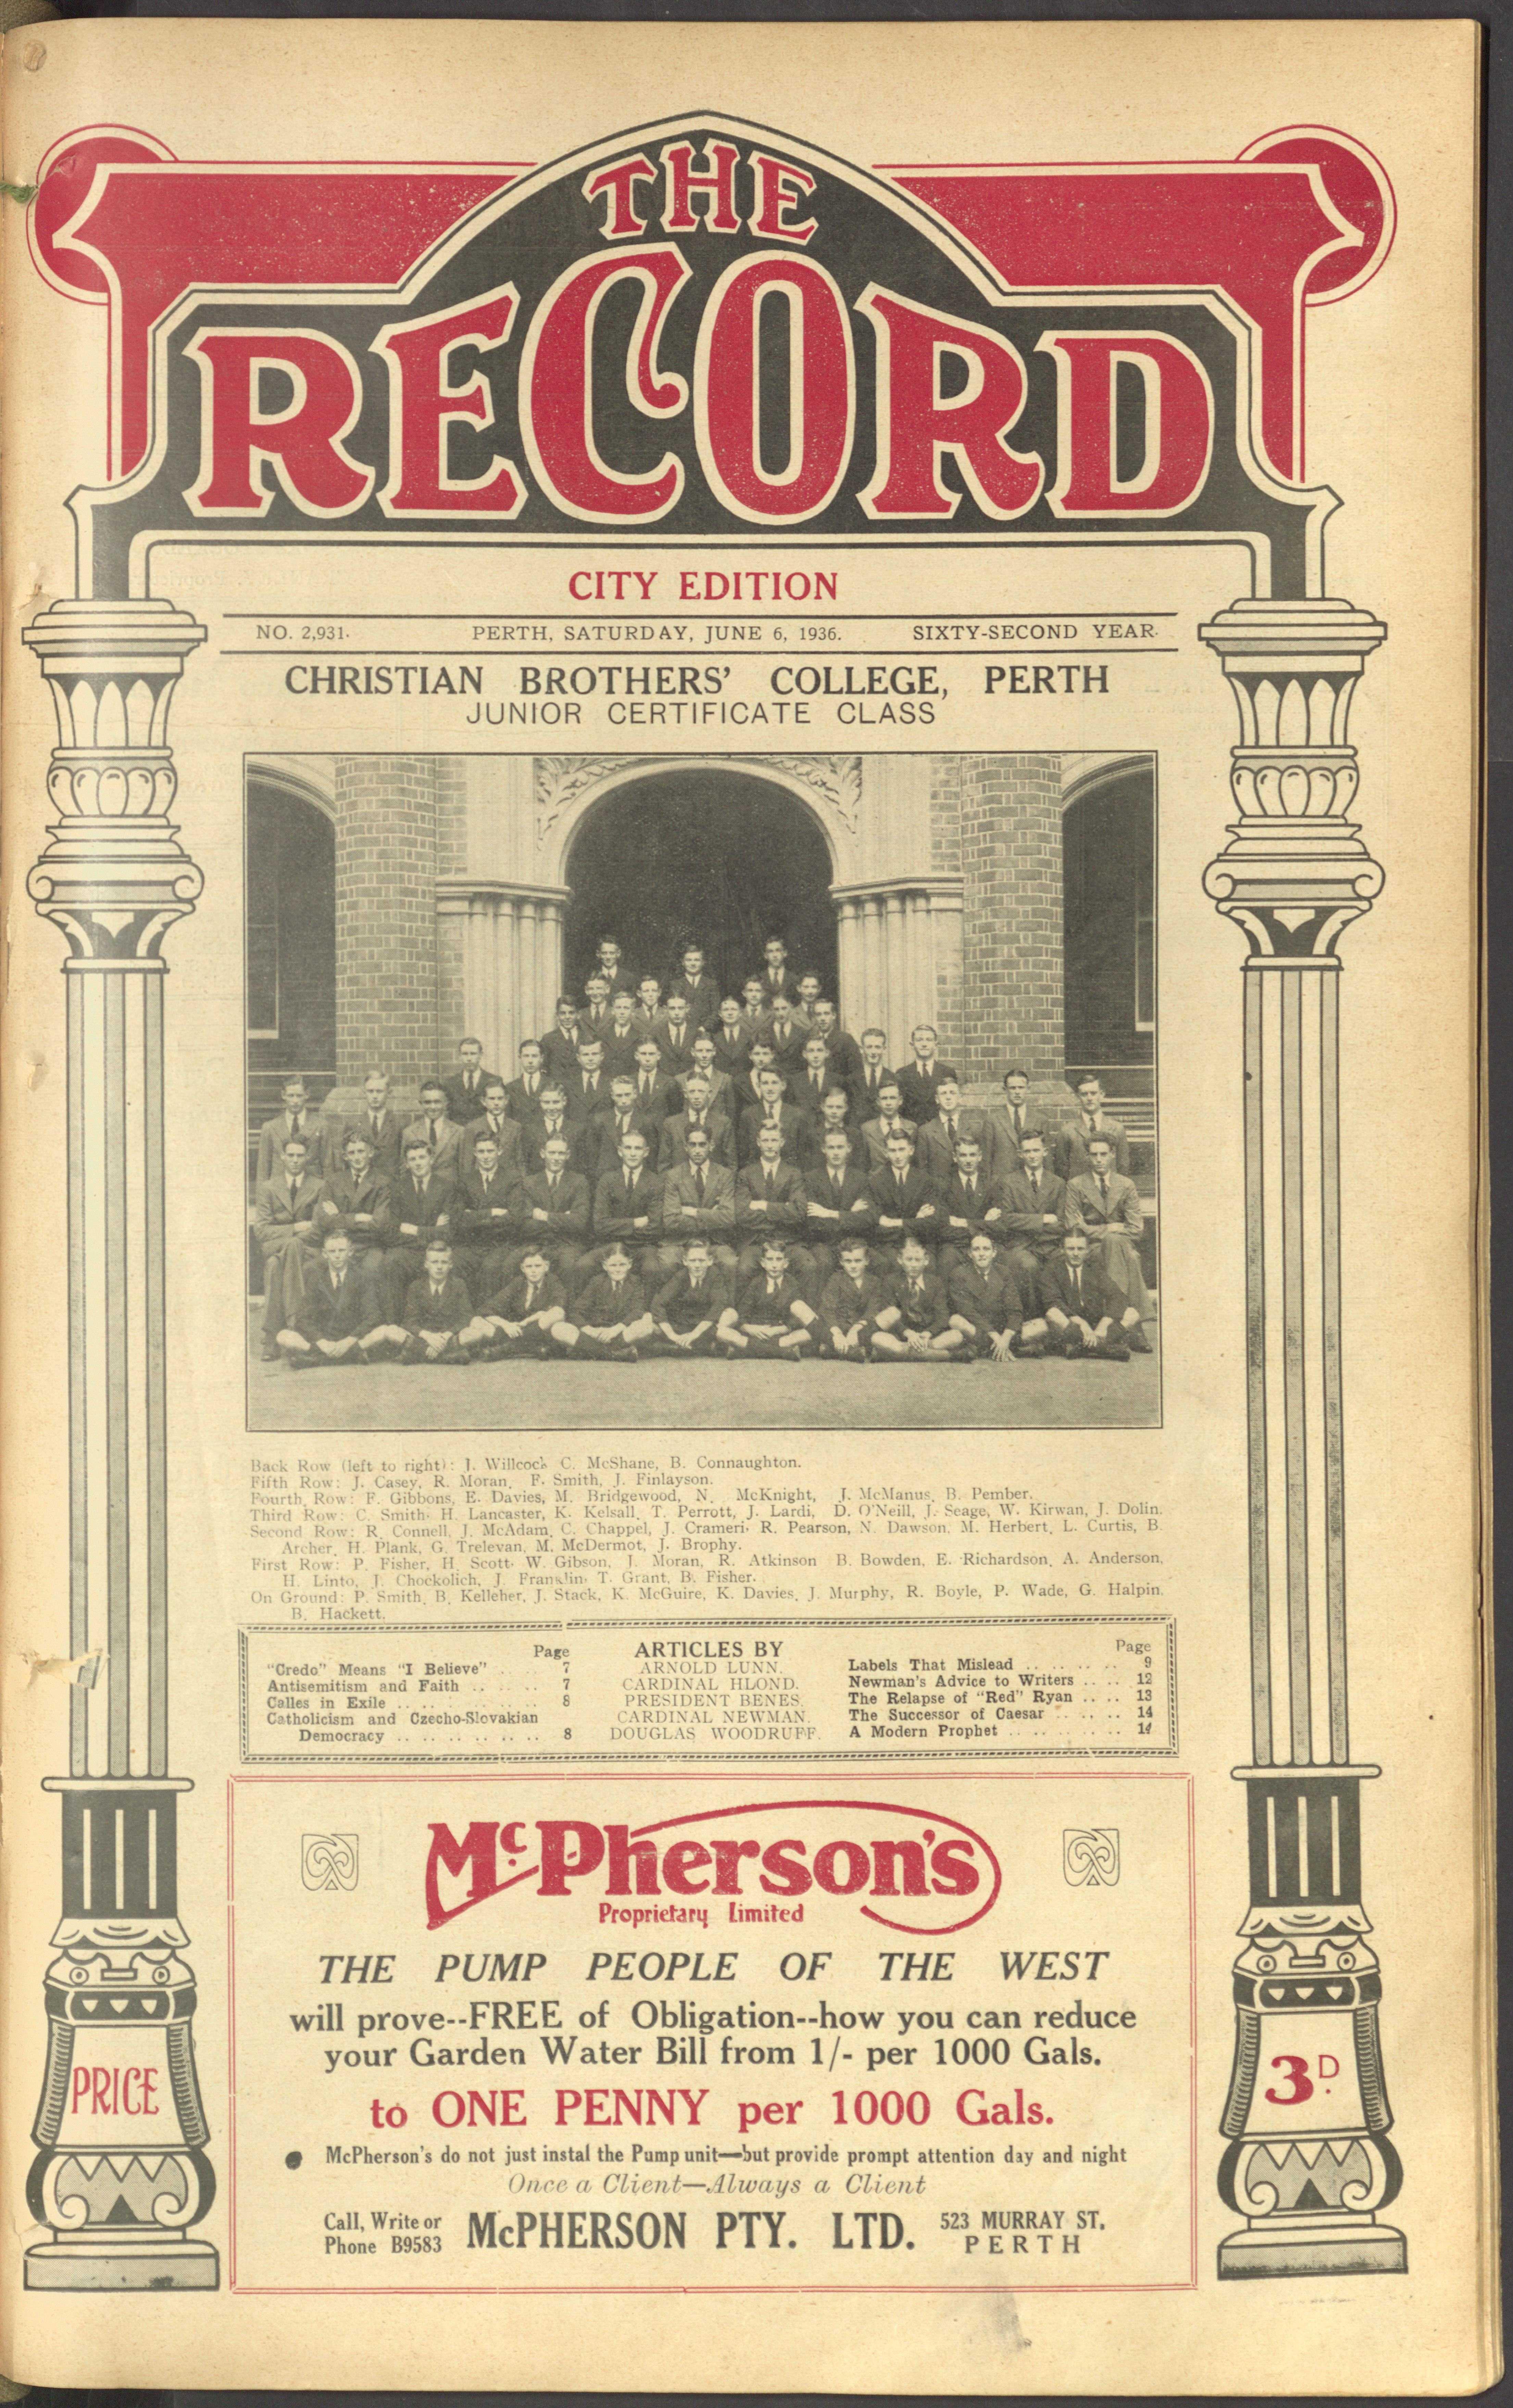 THE
RECORD
CITY EDITION
NO. 2,931. PERTH, SATURDAY, JUNE 6, 1936. SIXTY-SECOND YEAR.
CHRISTIAN BROTHERS' COLLEGE, PERTH
JUNIOR CERTIFICATE CLASS
Back Row (left to right): J. Willcock C. McShane, B. Connaughton.
Fifth Row: J. Casey, R. Moran, F. Smith, J. Finlayson.
Fourth Row: F. Gibbons, E. Davies, M. Bridgewood, N. McKnight, J. McManus, B. Pember.
Third Row: C. Smith. H. Lancaster, K. Kelsall, T. Perrott, J. Lardi, D. O'Neill, J. Seage, W. Kirwan, J. Dolin.
Second Row: R. Connell, J. McAdam, C. Chappel, J. Crameri. R. Pearson, N. Dawson, M. Herbert, L. Curtis, B.
Archer, H. Plank, G. Trelevan, M. McDermot, J. Brophy.
First Row: P. Fisher, H. Scott. W. Gibson, J. Moran, R. Atkinson B. Bowden, E. Richardson, A. Anderson,
H. Linto, J. Chockolich, J. Franklin. T. Grant, B. Fisher.
On Ground: P. Smith, B. Kelleher, J. Stack, K. McGuire, K. Davies, J. Murphy, R. Boyle, P. Wade, G. Halpin.
B. Hackett.
Page
"Credo" Means "I Believe" .. .. 7
Antisemitism and Faith .. .. .. 7
Calles in Exile .. .. .. .. .. .. 8
Catholicism and Czecho-Slovakian
Democracy .. .. .. .. .. .. .. 8
ARTICLES BY
ARNOLD LUNN.
CARDINAL HLOND.
PRESIDENT BENES.
CARDINAL NEWMAN.
DOUGLAS WOODRUFF.
Page
Labels That Mislead .. .. .. .. 9
Newman's Advice to Writers .. .. 12
The Relapse of "Red" Ryan .. .. 13
The Successor of Caesar .. .. .. 14
A Modern Prophet .. .. .. .. .. 14
McPherson's
Proprietary Limited
THE PUMP PEOPLE OF THE WEST
will prove--FREE of Obligation--how you can reduce
your Garden Water Bill from 1/- per 1000 Gals.
to ONE PENNY per 1000 Gals.
● McPherson's do not just instal the Pump unit—but provide prompt attention day and night
Once a Client—Always a Client
Call, Write or
Phone B9583
McPHERSON PTY. LTD.
523 MURRAY ST.
PERTH
PRICE
3D.